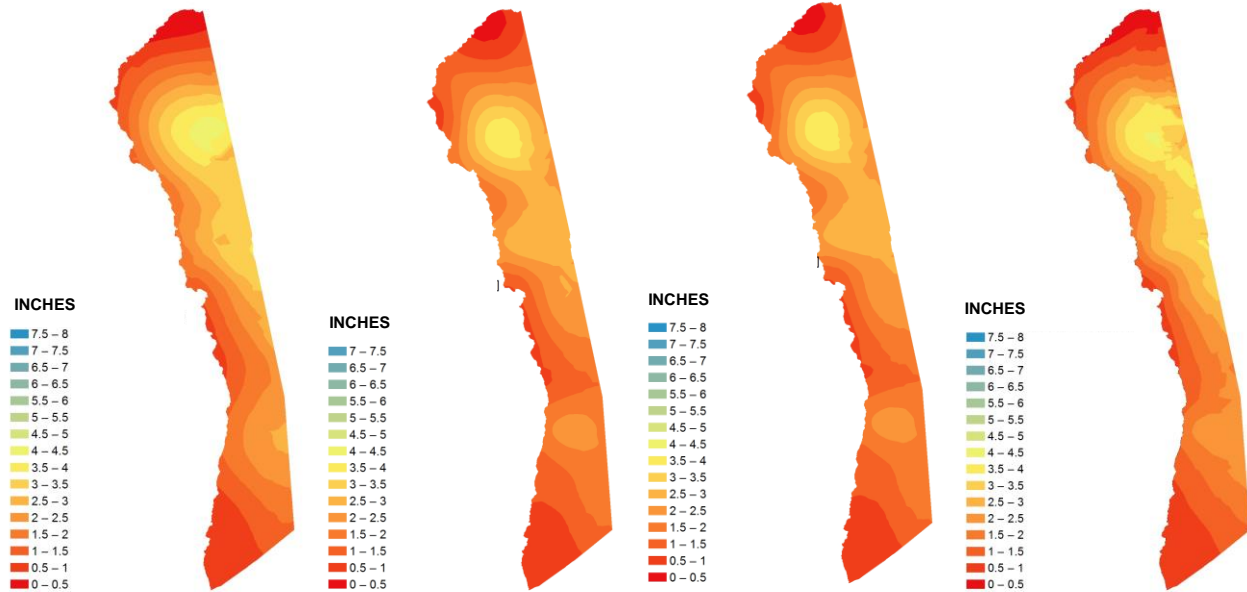 INCHES
7.5 – 8
7 – 7.5
6.5 – 7
6 – 6.5
5.5 – 6
5 – 5.5
4.5 – 5
4 – 4.5
3.5 – 4
3 – 3.5
2.5 – 3
2 – 2.5
1.5 – 2
1 – 1.5
0.5 – 1
0 – 0.5
INCHES
7 – 7.5
6.5 – 7
6 – 6.5
5.5 – 6
5 – 5.5
4.5 – 5
4 – 4.5
3.5 – 4
3 – 3.5
2.5 – 3
2 – 2.5
1.5 – 2
1 – 1.5
0.5 – 1
0 – 0.5
]
INCHES
7.5 – 8
7 – 7.5
6.5 – 7
6 – 6.5
5.5 – 6
5 – 5.5
4.5 – 5
4 – 4.5
3.5 – 4
3 – 3.5
2.5 – 3
2 – 2.5
1.5 – 2
1 – 1.5
0.5 – 1
0 – 0.5
]
INCHES
7.5 – 8
7 – 7.5
6.5 – 7
6 – 6.5
5.5 – 6
5 – 5.5
4.5 – 5
4 – 4.5
3.5 – 4
3 – 3.5
2.5 – 3
2 – 2.5
1.5 – 2
1 – 1.5
0.5 – 1
0 – 0.5